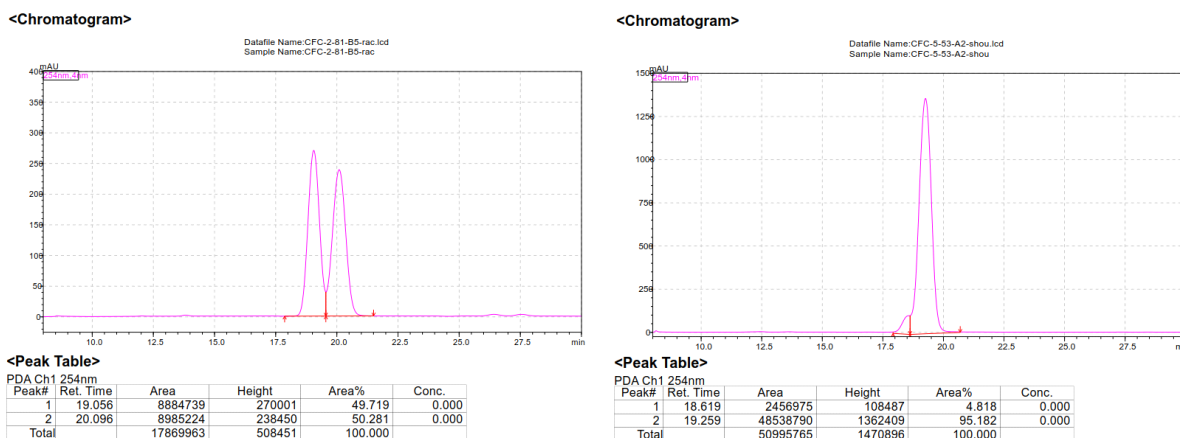 <Chromatogram>
Datafile Name:CFC-2-81-B5-rac.lcd
Sample Name:CFC-2-81-B5-rac
mAU
400
254nm,4nm
350
300
250
200
150
100
50
0
10.0 12.5 15.0 17.5 20.0 22.5 25.0 27.5 min
<Peak Table>
PDA Ch1 254nm
Peak# Ret. Time Area Height Area% Conc.
1 19.056 8884739 270001 49.719 0.000
2 20.096 8985224 238450 50.281 0.000
Total 17869963 508451 100.000
<Chromatogram>
Datafile Name:CFC-5-53-A2-shou.lcd
Sample Name:CFC-5-53-A2-shou
mAU
1500
254nm,4nm
1250
1000
750
500
250
0
10.0 12.5 15.0 17.5 20.0 22.5 25.0 27.5 m
<Peak Table>
PDA Ch1 254nm
Peak# Ret. Time Area Height Area% Conc.
1 18.619 2456975 108487 4.818 0.000
2 19.259 48538790 1362409 95.182 0.000
Total 50995765 1470896 100.000